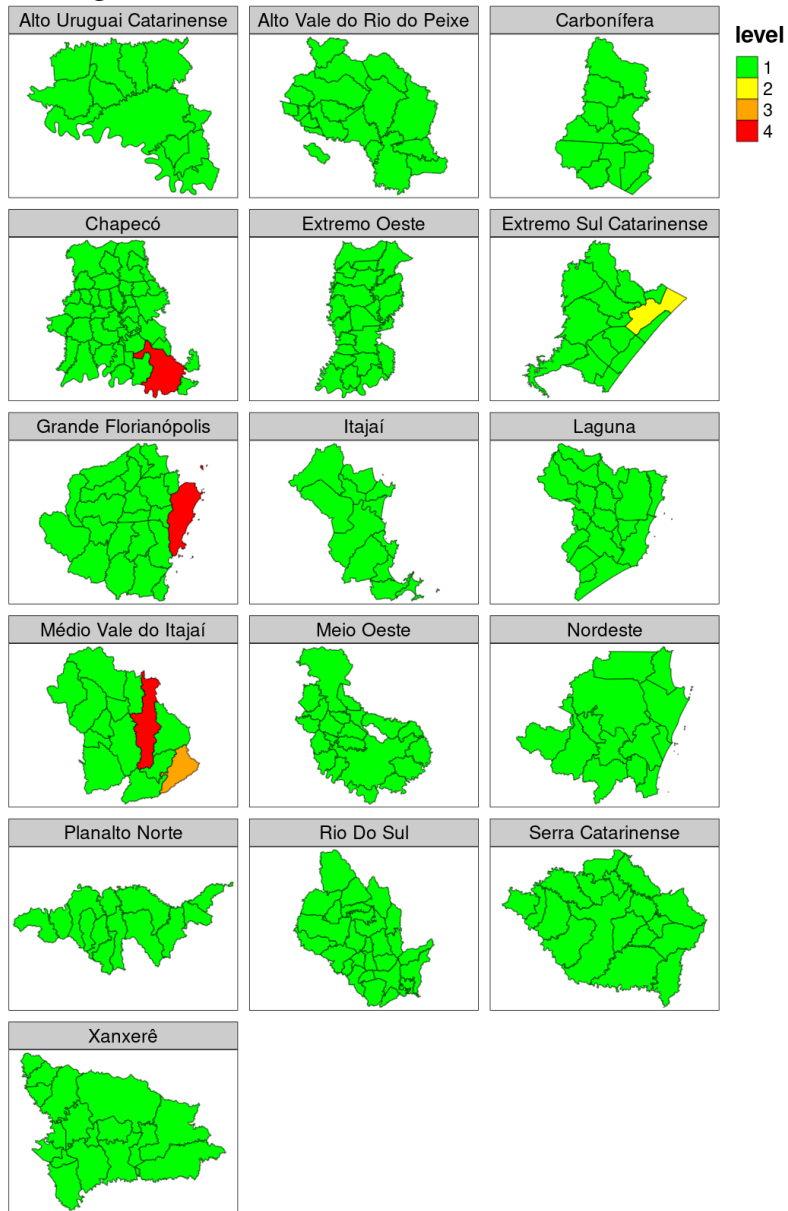 Alto Uruguai Catarinense
Alto Vale do Rio do Peixe
Carbonífera
level
1
2
3
4
Chapecó
Extremo Oeste
Extremo Sul Catarinense
Grande Florianópolis
Itajaí
Laguna
Médio Vale do Itajaí
Meio Oeste
Nordeste
Planalto Norte
Rio Do Sul
Serra Catarinense
Xanxerê